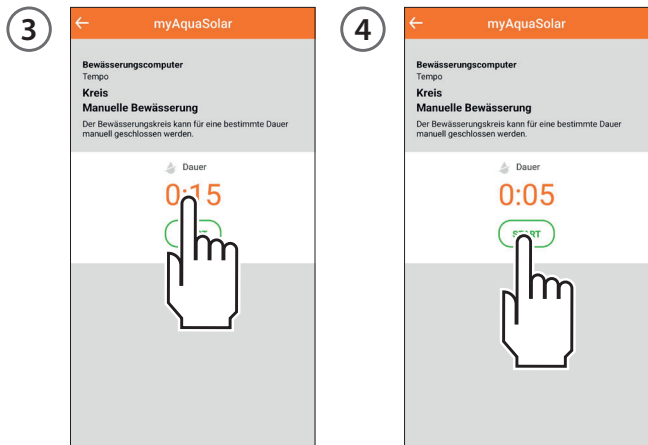 3
myAquaSolar
Bewässerungscomputer
Tempo
Kreis
Manuelle Bewässerung
Der Bewässerungskreis kann für eine bestimmte Dauer
manuell geschlossen werden.
Dauer
0:15
4
myAquaSolar
Bewässerungscomputer
Tempo
Kreis
Manuelle Bewässerung
Der Bewässerungskreis kann für eine bestimmte Dauer
manuell geschlossen werden.
Dauer
0:05
START